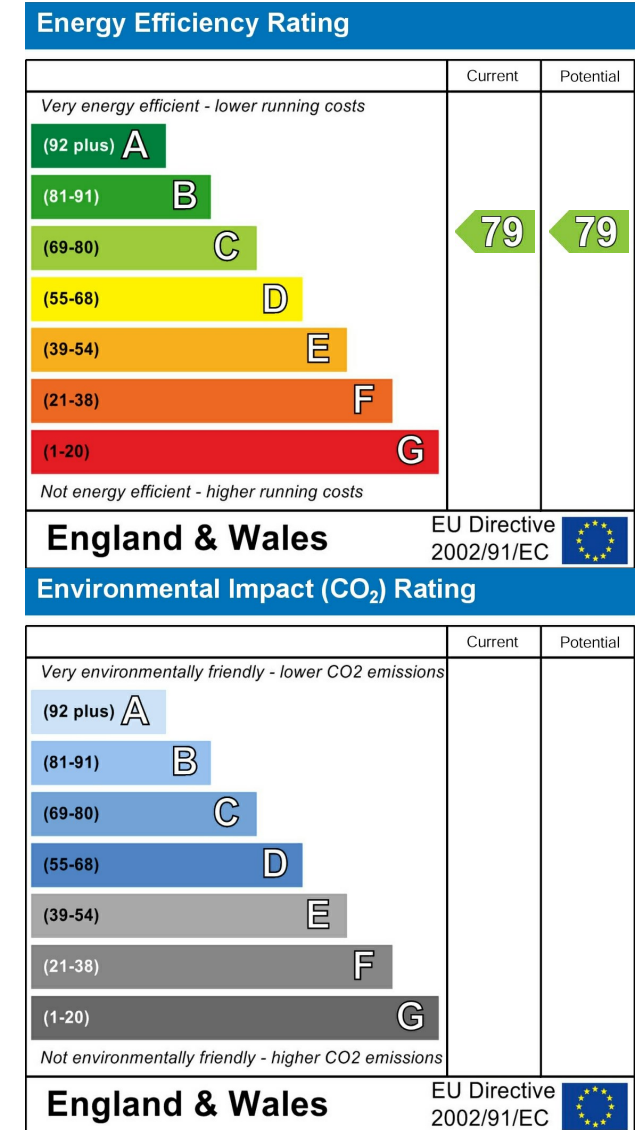 Energy Efficiency Rating
Current Potential
Very energy efficient - lower running costs
(92 plus) A
(81-91) B
(69-80) C
79 79
(55-68) D
(39-54) E
(21-38) F
(1-20) G
Not energy efficient - higher running costs
England & Wales
EU Directive
2002/91/EC
Environmental Impact (CO₂) Rating
Current Potential
Very environmentally friendly - lower CO2 emissions
(92 plus) A
(81-91) B
(69-80) C
(55-68) D
(39-54) E
(21-38) F
(1-20) G
Not environmentally friendly - higher CO2 emissions
England & Wales
EU Directive
2002/91/EC